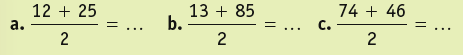 a. (12 + 25)/2 = ... b. (13 + 85)/2 = ... c. (74 + 46)/2 = ...